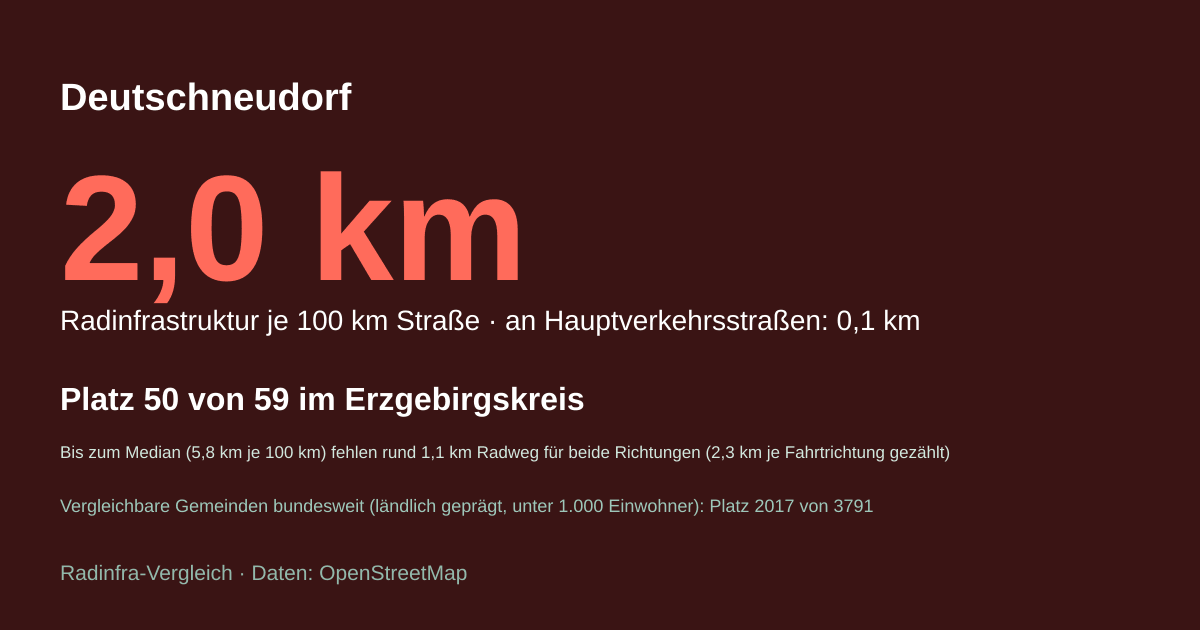 Deutschneudorf
2,0 km
Radinfrastruktur je 100 km Straße · an Hauptverkehrsstraßen: 0,1 km
Platz 50 von 59 im Erzgebirgskreis
Bis zum Median (5,8 km je 100 km) fehlen rund 1,1 km Radweg für beide Richtungen (2,3 km je Fahrtrichtung gezählt)
Vergleichbare Gemeinden bundesweit (ländlich geprägt, unter 1.000 Einwohner): Platz 2017 von 3791
Radinfra-Vergleich · Daten: OpenStreetMap